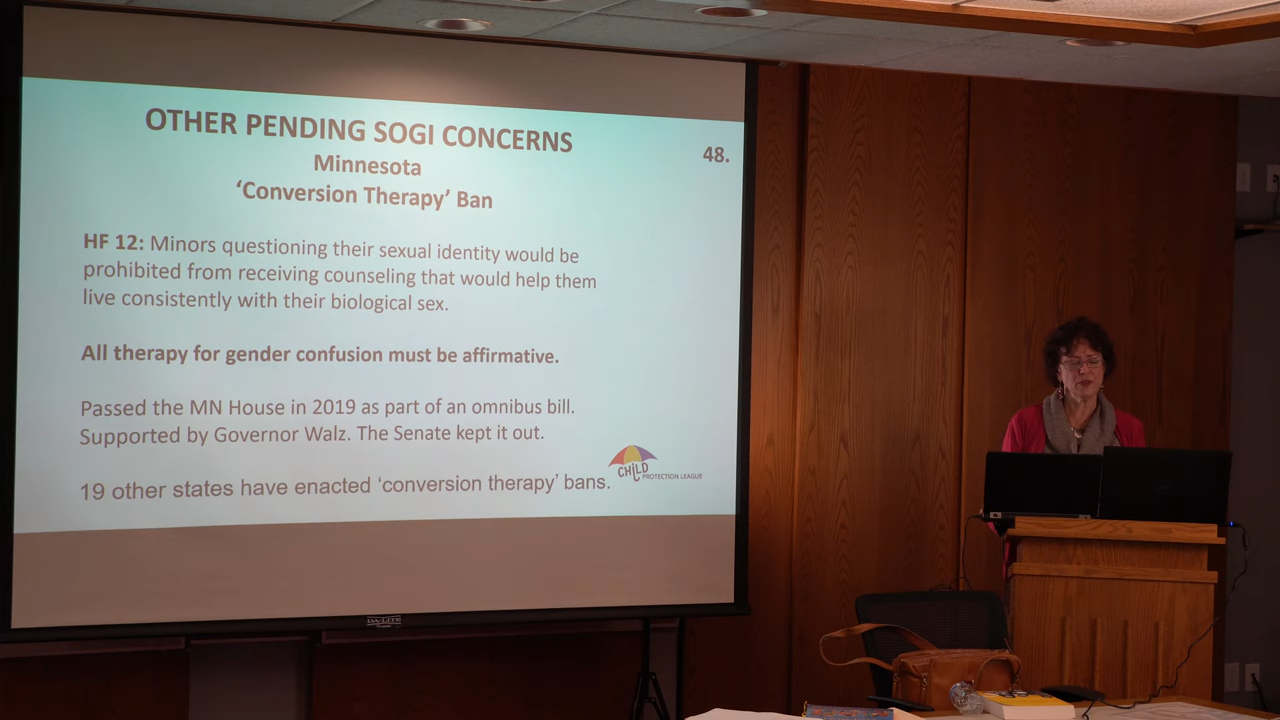 OTHER PENDING SOGI CONCERNS
48.
Minnesota
‘Conversion Therapy’ Ban
HF 12: Minors questioning their sexual identity would be
prohibited from receiving counseling that would help them
live consistently with their biological sex.
All therapy for gender confusion must be affirmative.
Passed the MN House in 2019 as part of an omnibus bill.
Supported by Governor Walz. The Senate kept it out.
CHILD
PROTECTION LEAGUE
19 other states have enacted ‘conversion therapy’ bans.
DA-LITE